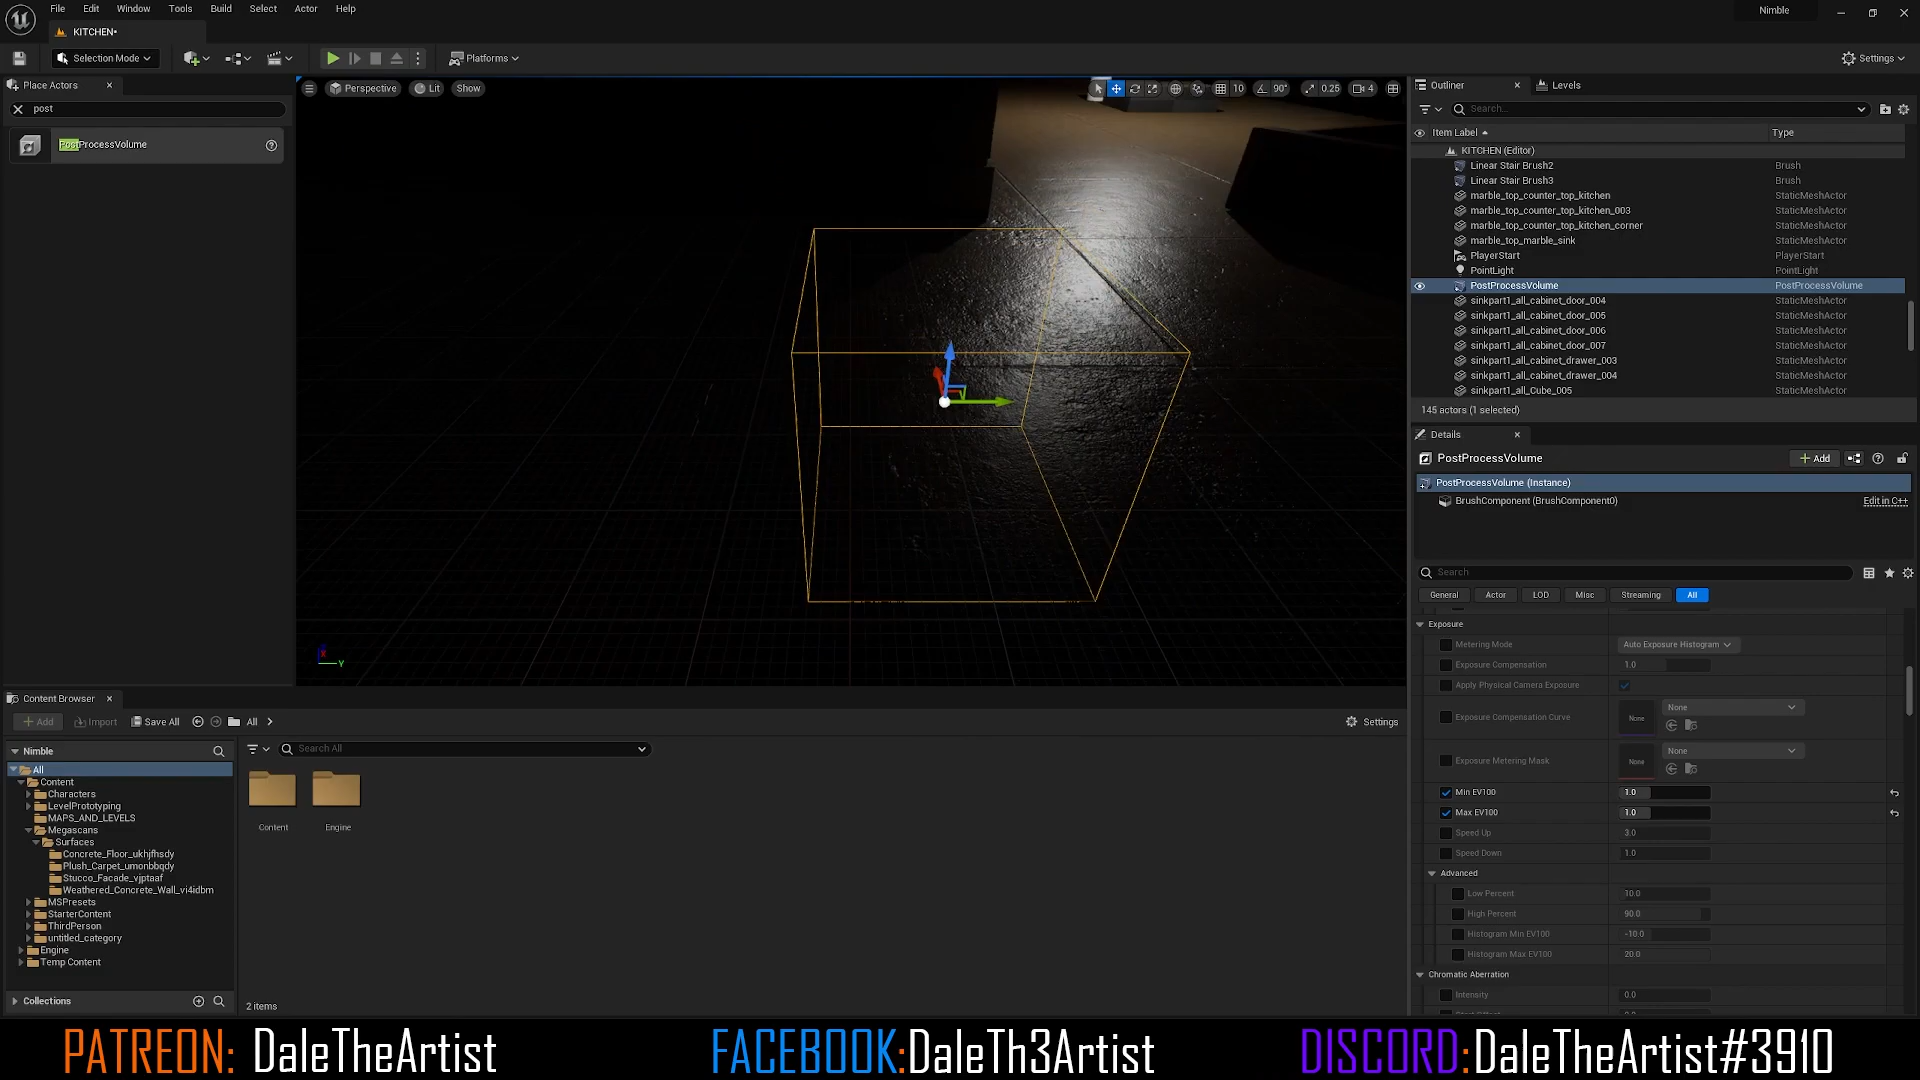 File Edit Window Tools Build Select Actor Help
Nimble
KITCHEN•
Selection Mode
Platforms
Settings
Place Actors
post
PostProcessVolume
Perspective Lit Show
10 90° 0.25 4
Y
Outliner Levels
Search...
Item Label Type
KITCHEN (Editor)
Linear Stair Brush2 Brush
Linear Stair Brush3 Brush
marble_top_counter_top_kitchen StaticMeshActor
marble_top_counter_top_kitchen_003 StaticMeshActor
marble_top_counter_top_kitchen_corner StaticMeshActor
marble_top_marble_sink StaticMeshActor
PlayerStart PlayerStart
PointLight PointLight
PostProcessVolume PostProcessVolume
sinkpart1_all_cabinet_door_004 StaticMeshActor
sinkpart1_all_cabinet_door_005 StaticMeshActor
sinkpart1_all_cabinet_door_006 StaticMeshActor
sinkpart1_all_cabinet_door_007 StaticMeshActor
sinkpart1_all_cabinet_drawer_003 StaticMeshActor
sinkpart1_all_cabinet_drawer_004 StaticMeshActor
sinkpart1_all_Cube_005 StaticMeshActor
145 actors (1 selected)
Details
PostProcessVolume
Add
PostProcessVolume (Instance)
BrushComponent (BrushComponent0)
Edit in C++
Search
General Actor LOD Misc Streaming All
Exposure
Metering Mode Auto Exposure Histogram
Exposure Compensation 1.0
Apply Physical Camera Exposure
Exposure Compensation Curve None None
Exposure Metering Mask None None
Min EV100 1.0
Max EV100 1.0
Speed Up 3.0
Speed Down 1.0
Advanced
Low Percent 10.0
High Percent 90.0
Histogram Min EV100 -10.0
Histogram Max EV100 20.0
Chromatic Aberration
Intensity 0.0
Content Browser
Add Import Save All All
Settings
Nimble
Search All
All
Content
Characters
LevelPrototyping
MAPS_AND_LEVELS
Megascans
Surfaces
Concrete_Floor_ukhjfhsdy
Plush_Carpet_umonbbqdy
Stucco_Facade_vjptaaf
Weathered_Concrete_Wall_vi4idbm
MSPresets
StarterContent
ThirdPerson
untitled_category
Engine
Temp Content
Collections
Content Engine
2 items
PATREON: DaleTheArtist
FACEBOOK:DaleTh3Artist
DISCORD:DaleTheArtist#3910